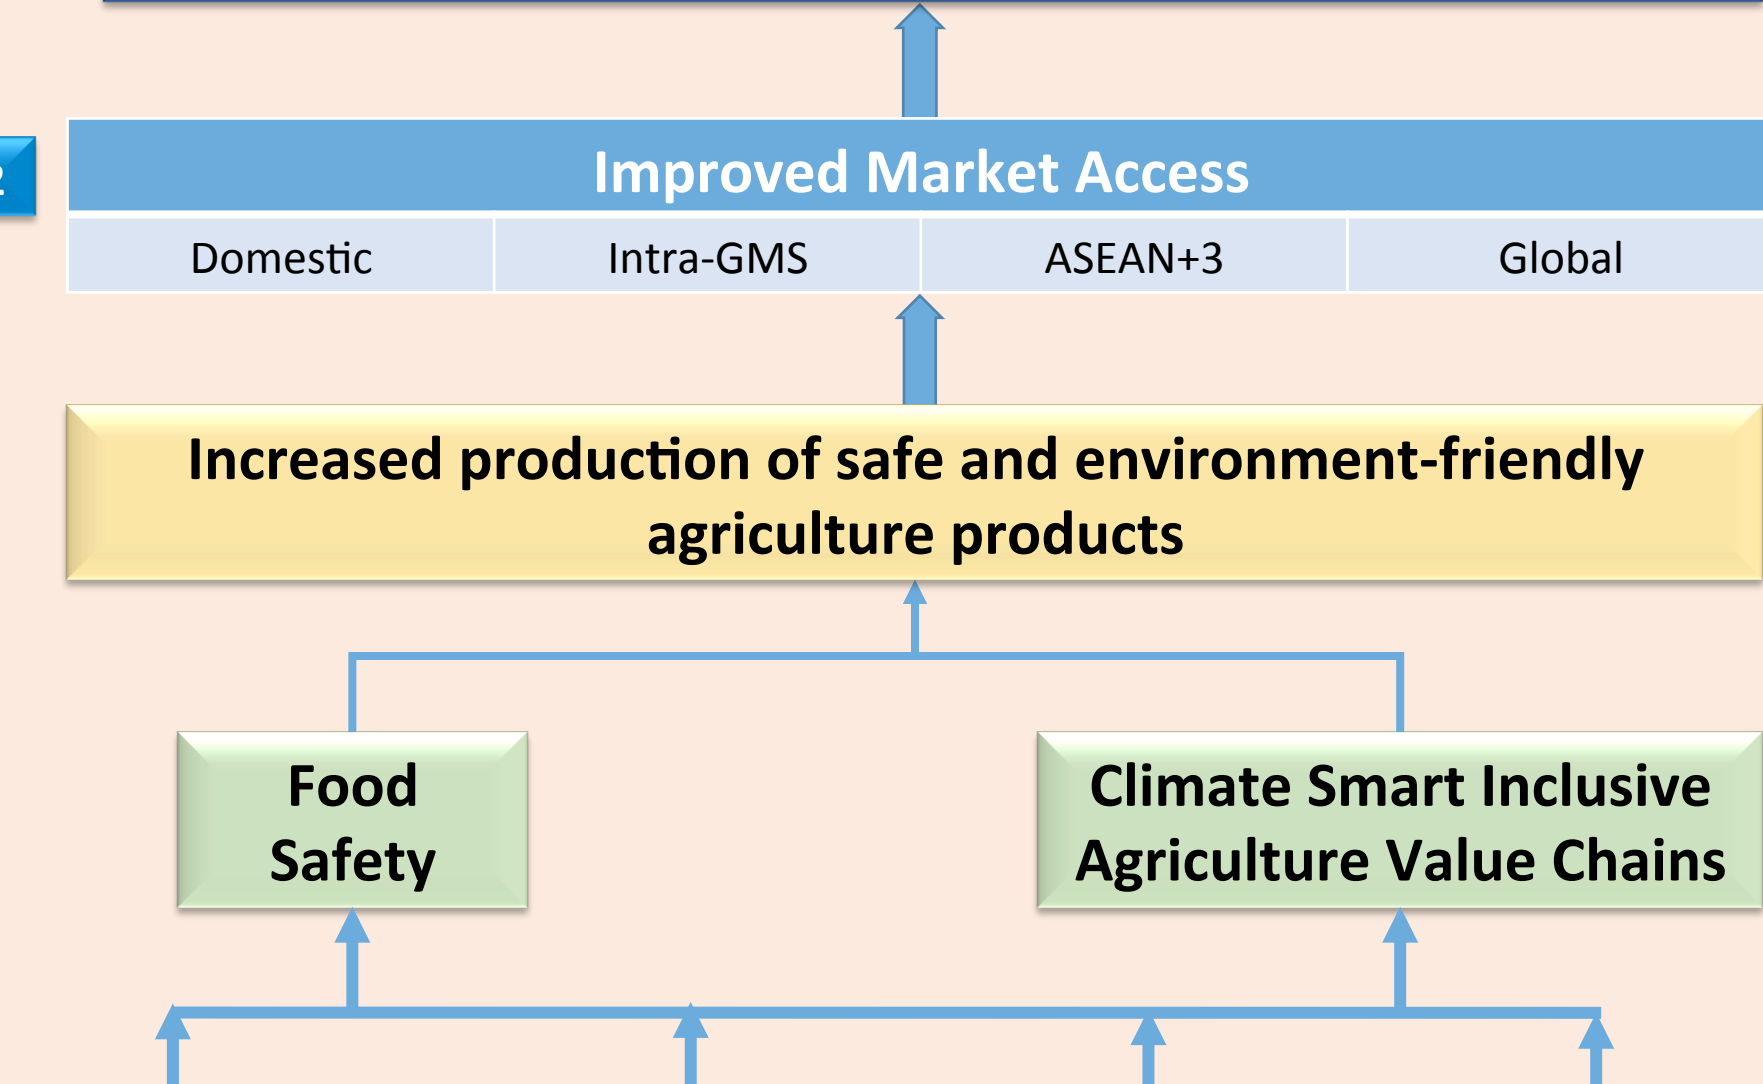 2
Improved Market Access
Domestic Intra-GMS ASEAN+3 Global
Increased production of safe and environment-friendly
agriculture products
Food
Safety
Climate Smart Inclusive
Agriculture Value Chains